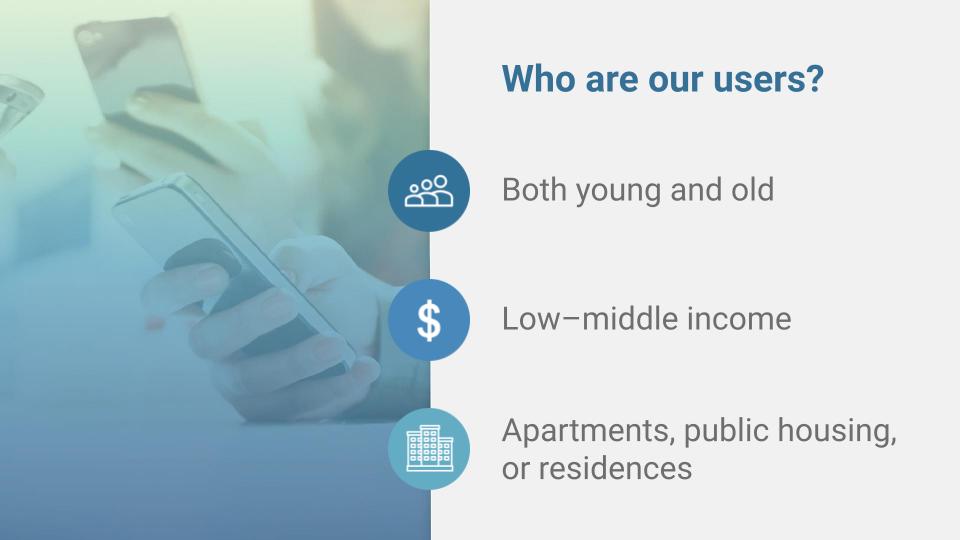 Who are our users?
Both young and old
$
Low–middle income
Apartments, public housing,
or residences